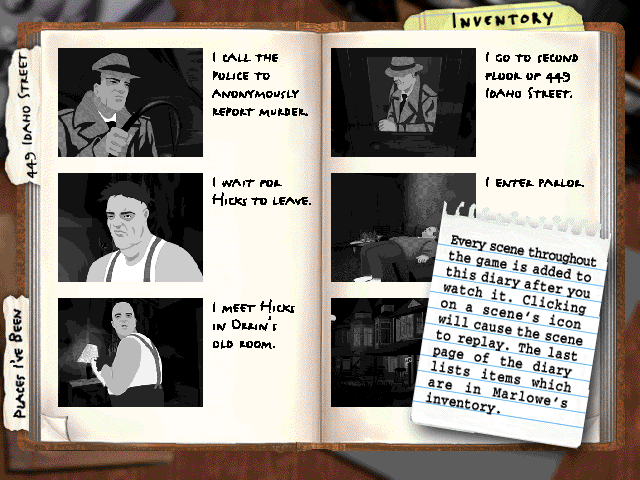 INVENTORY
449 IDAHO STREET
PLACES I'VE BEEN
I CALL THE
POLICE TO
ANONYMOUSLY
REPORT MURDER.
I WAIT FOR
HICKS TO LEAVE.
I MEET HICKS
IN ORRIN'S
OLD ROOM.
I GO TO SECOND
FLOOR OF 449
IDAHO STREET.
I ENTER PARLOR.
Every scene throughout
the game is added to
this diary after you
watch it. Clicking
on a scene's icon
will cause the scene
to replay. The last
page of the diary
lists items which
are in Marlowe's
inventory.